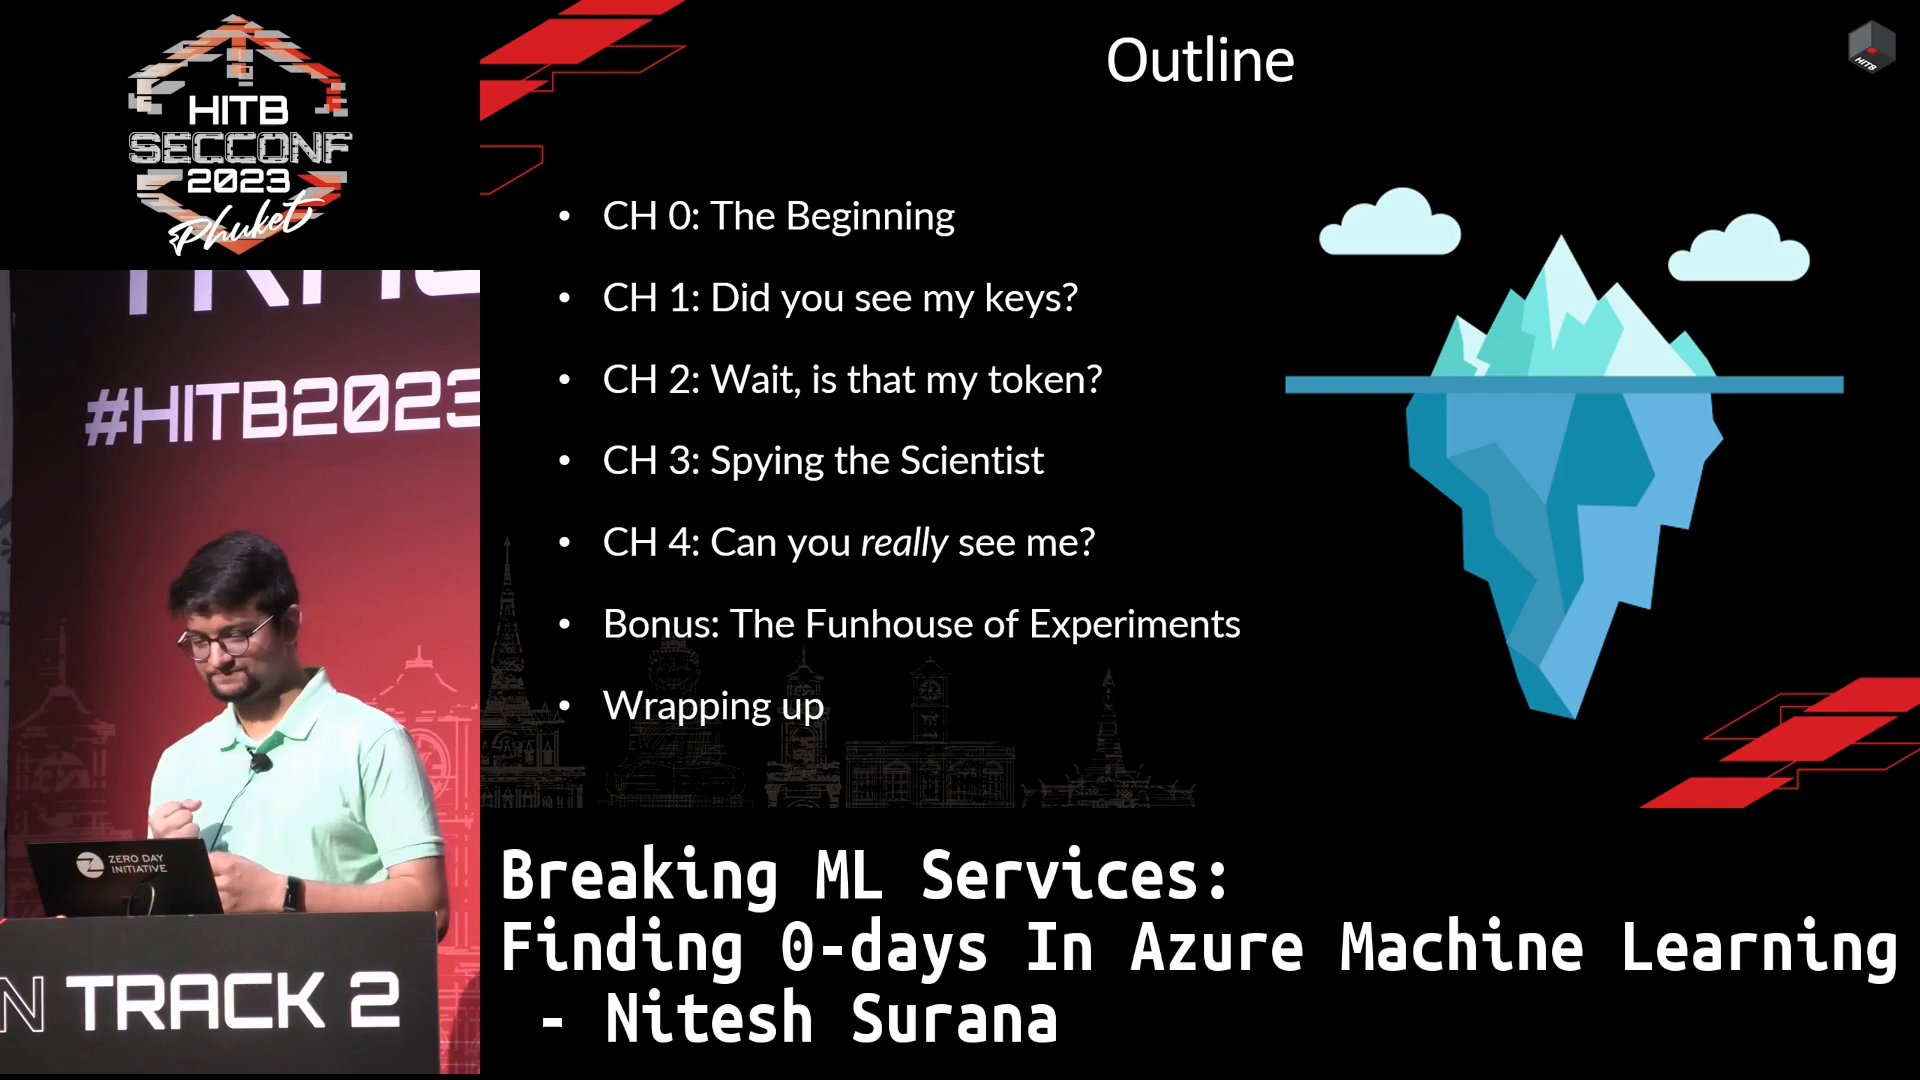 HITB
SECCONF
2023
Phuket
#HITB2023
ZERO DAY
INITIATIVE
N TRACK 2
Outline
HITB
• CH 0: The Beginning
• CH 1: Did you see my keys?
• CH 2: Wait, is that my token?
• CH 3: Spying the Scientist
• CH 4: Can you really see me?
• Bonus: The Funhouse of Experiments
• Wrapping up
Breaking ML Services:
Finding 0-days In Azure Machine Learning
- Nitesh Surana